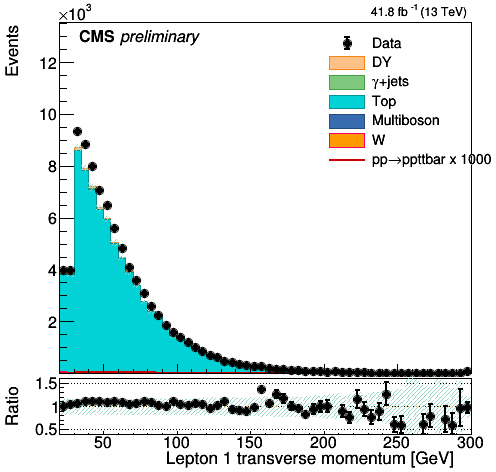 ×10³
CMS preliminary
41.8 fb⁻¹ (13 TeV)
Events
Data
DY
γ+jets
Top
Multiboson
W
pp→ppttbar x 1000
12
10
8
6
4
2
Ratio
1.5
1
0.5
50 100 150 200 250 300
Lepton 1 transverse momentum [GeV]